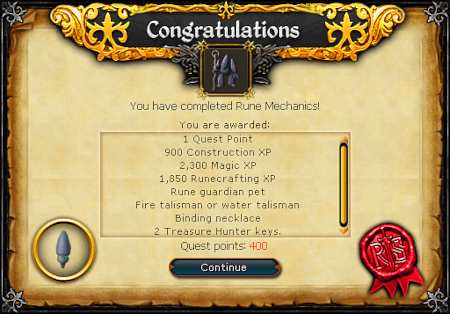 Congratulations
You have completed Rune Mechanics!
You are awarded:
1 Quest Point
900 Construction XP
2,300 Magic XP
1,850 Runecrafting XP
Rune guardian pet
Fire talisman or water talisman
Binding necklace
2 Treasure Hunter keys.
Quest points: 400
Continue
RS